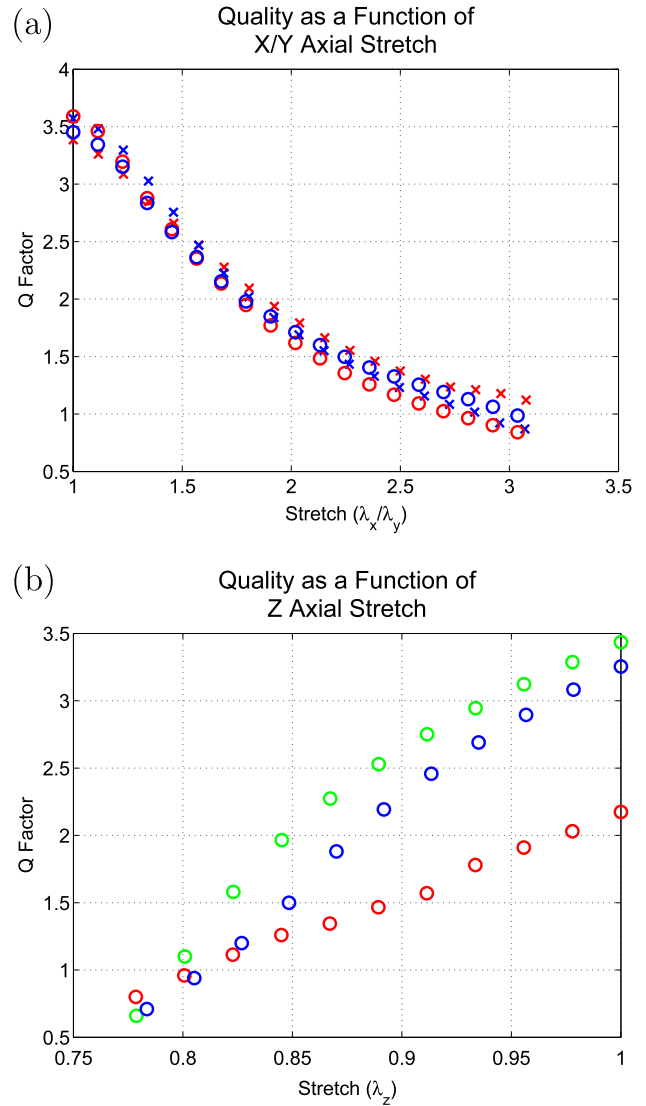 (a)
Quality as a Function of
X/Y Axial Stretch
4
3.5
3
2.5
2
1.5
1
0.5
Q Factor
1 1.5 2 2.5 3 3.5
Stretch (λx/λy)
(b)
Quality as a Function of
Z Axial Stretch
3.5
3
2.5
2
1.5
1
0.5
Q Factor
0.75 0.8 0.85 0.9 0.95 1
Stretch (λz)